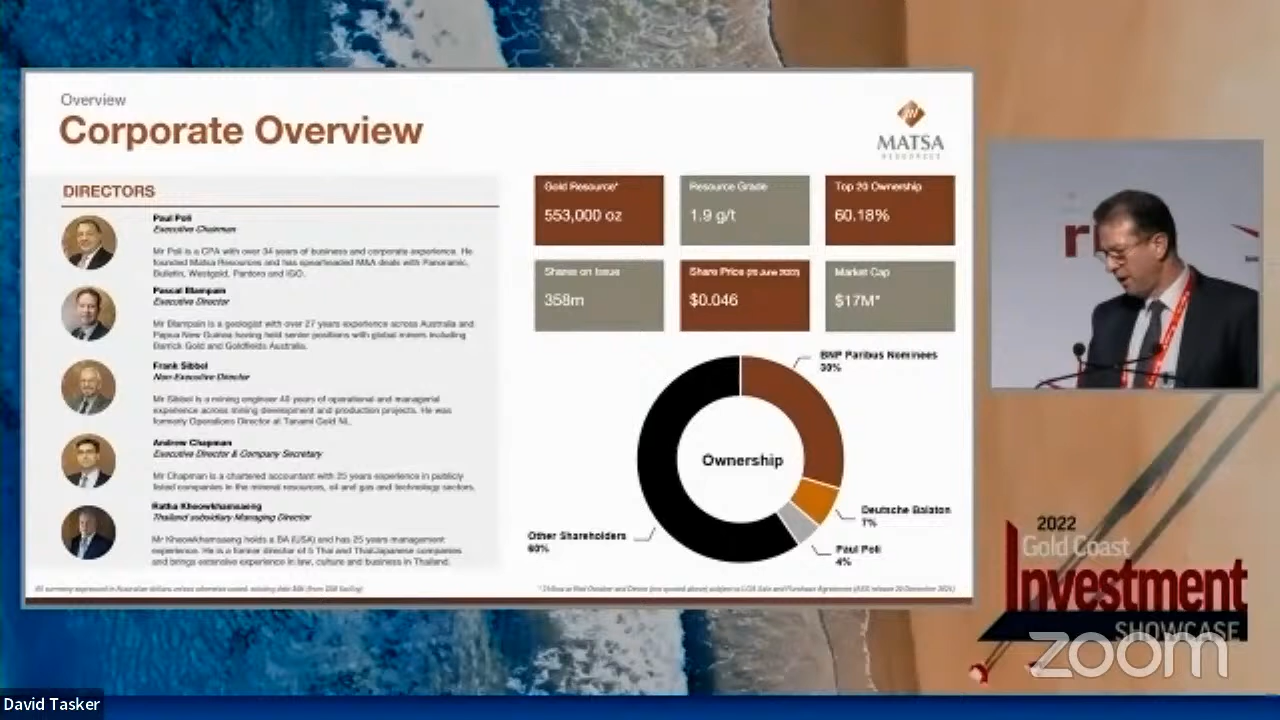 Overview
Corporate Overview
MATSA
RESOURCES
DIRECTORS
Paul Poli
Executive Chairman
Mr Poli is a CPA with over 34 years of business and corporate experience. He
founded Matsa Resources and has spearheaded M&A deals with Panoramic,
Bulletin, Westgold, Pantoro and IGO.
Pascal Blampain
Executive Director
Mr Blampain is a geologist with over 27 years experience across Australia and
Papua New Guinea having held senior positions with global miners including
Barrick Gold and Goldfields Australia.
Frank Sibbel
Non-Executive Director
Mr Sibbel is a mining engineer 40 years of operational and managerial
experience across mining development and production projects. He was
formerly Operations Director at Tanami Gold NL.
Andrew Chapman
Executive Director & Company Secretary
Mr Chapman is a chartered accountant with 25 years experience in publicly
listed companies in the mineral resources, oil and gas and technology sectors.
Ratha Kheowkhamsaeng
Thailand subsidiary Managing Director
Mr Kheowkhamsaeng holds a BA (USA) and has 25 years management
experience. He is a former director of 5 Thai and Thai/Japanese companies
and brings extensive experience in law, culture and business in Thailand.
Gold Resource*
553,000 oz
Resource Grade
1.9 g/t
Top 20 Ownership
60.18%
Shares on Issue
358m
Share Price
$0.046
Market Cap
$17M*
Ownership
BNP Paribus Nominees
30%
Deutsche Balaton
7%
Paul Poli
4%
Other Shareholders
60%
r
2022
Gold Coast
Investment
SHOWCASE
zoom
David Tasker